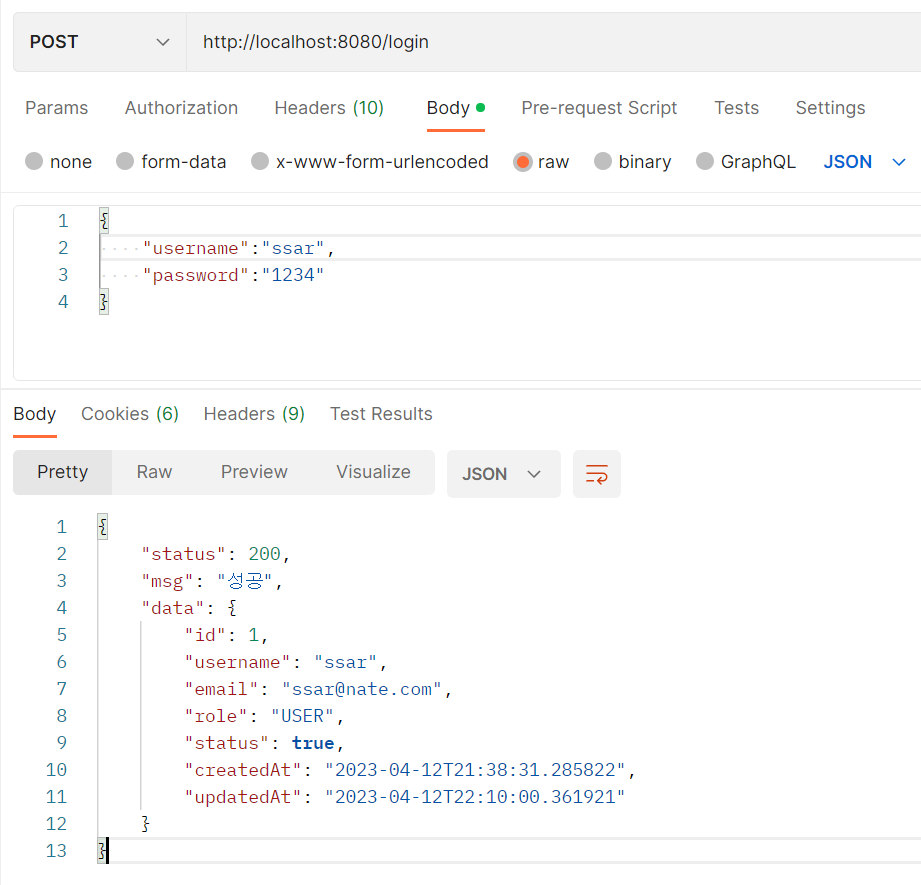 POST http://localhost:8080/login
Params Authorization Headers (10) Body Pre-request Script Tests Settings
none form-data x-www-form-urlencoded raw binary GraphQL JSON
1 {
2 ····"username":"ssar",
3 ····"password":"1234"
4 }
Body Cookies (6) Headers (9) Test Results
Pretty Raw Preview Visualize JSON
1 {
2 "status": 200,
3 "msg": "성공",
4 "data": {
5 "id": 1,
6 "username": "ssar",
7 "email": "ssar@nate.com",
8 "role": "USER",
9 "status": true,
10 "createdAt": "2023-04-12T21:38:31.285822",
11 "updatedAt": "2023-04-12T22:10:00.361921"
12 }
13 }